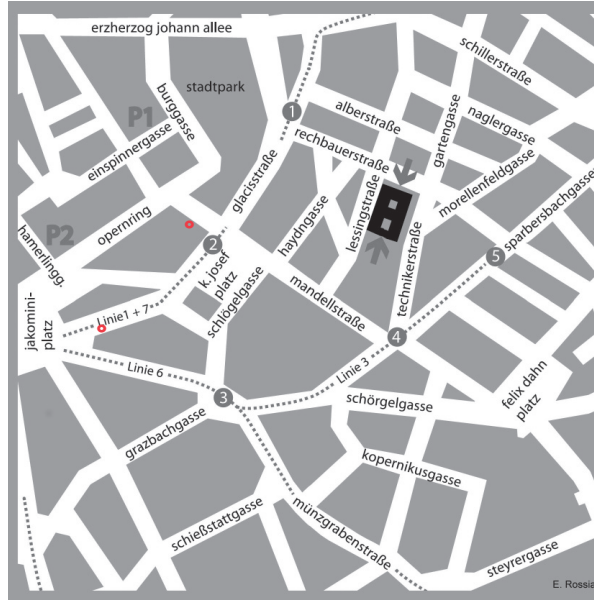 erzherzog johann allee
schillerstraße
stadtpark
burggasse
P1
1
alberstraße
naglergasse
gartengasse
einspinnergasse
rechbauerstraße
morellenfeldgasse
glacisstraße
lessingstraße
sparbersbachgasse
opernring
haydngasse
P2
hamerlingg.
2
5
k. josef
platz
technikerstraße
mandellstraße
schlögelgasse
jakomini-
platz
Linie1 + 7
4
Linie 6
Linie 3
3
felix dahn
platz
schörgelgasse
grazbachgasse
kopernikusgasse
schießstattgasse
münzgrabenstraße
steyrergasse
E. Rossia